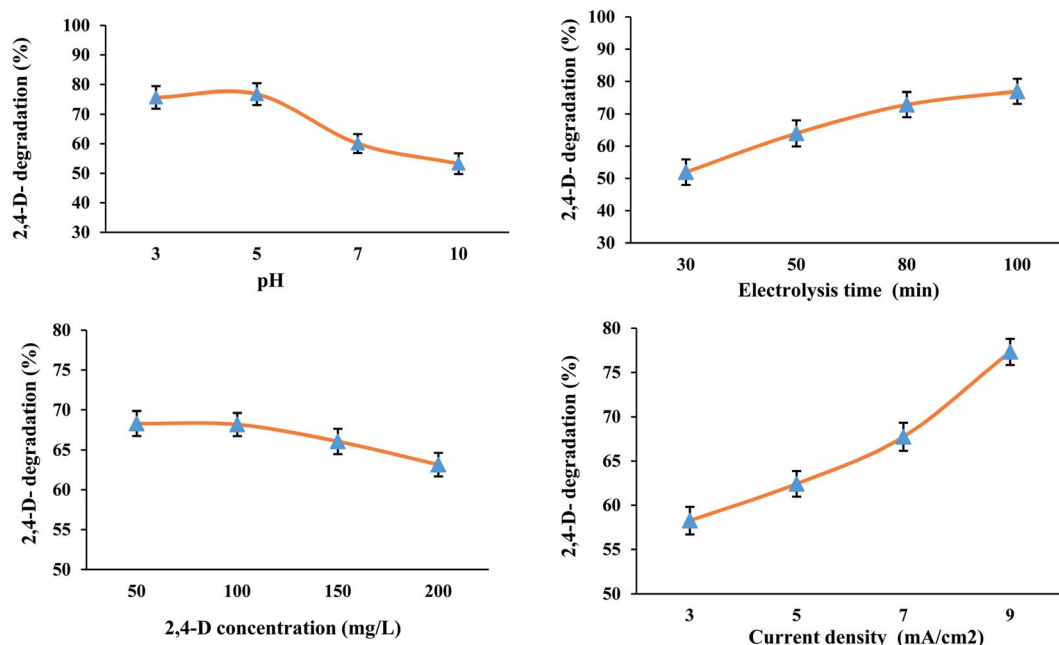 2,4-D- degradation (%)
100
90
80
70
60
50
40
30
3 5 7 10
pH
2,4-D- degradation (%)
100
90
80
70
60
50
40
30
30 50 80 100
Electrolysis time (min)
2,4-D- degradation (%)
80
75
70
65
60
55
50
50 100 150 200
2,4-D concentration (mg/L)
2,4-D- degradation (%)
80
75
70
65
60
55
50
3 5 7 9
Current density (mA/cm2)